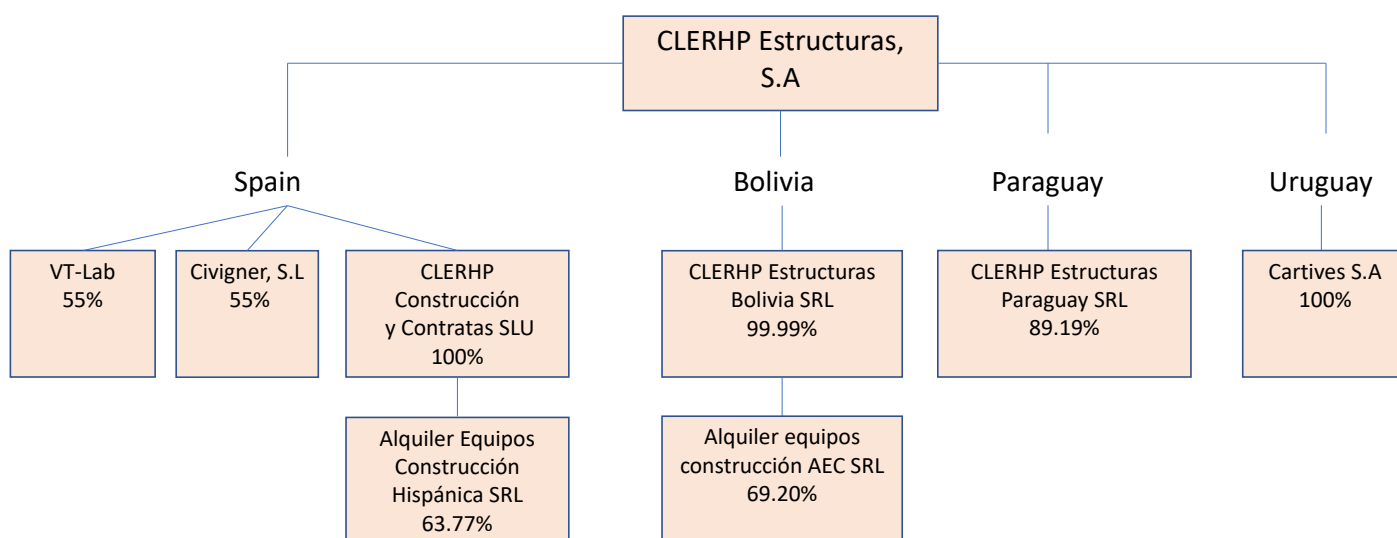 CLERHP Estructuras,
S.A
Spain
Bolivia
Paraguay
Uruguay
VT-Lab
55%
Civigner, S.L
55%
CLERHP
Construcción
y Contratas SLU
100%
CLERHP Estructuras
Bolivia SRL
99.99%
CLERHP Estructuras
Paraguay SRL
89.19%
Cartives S.A
100%
Alquiler Equipos
Construcción
Hispánica SRL
63.77%
Alquiler equipos
construcción AEC SRL
69.20%